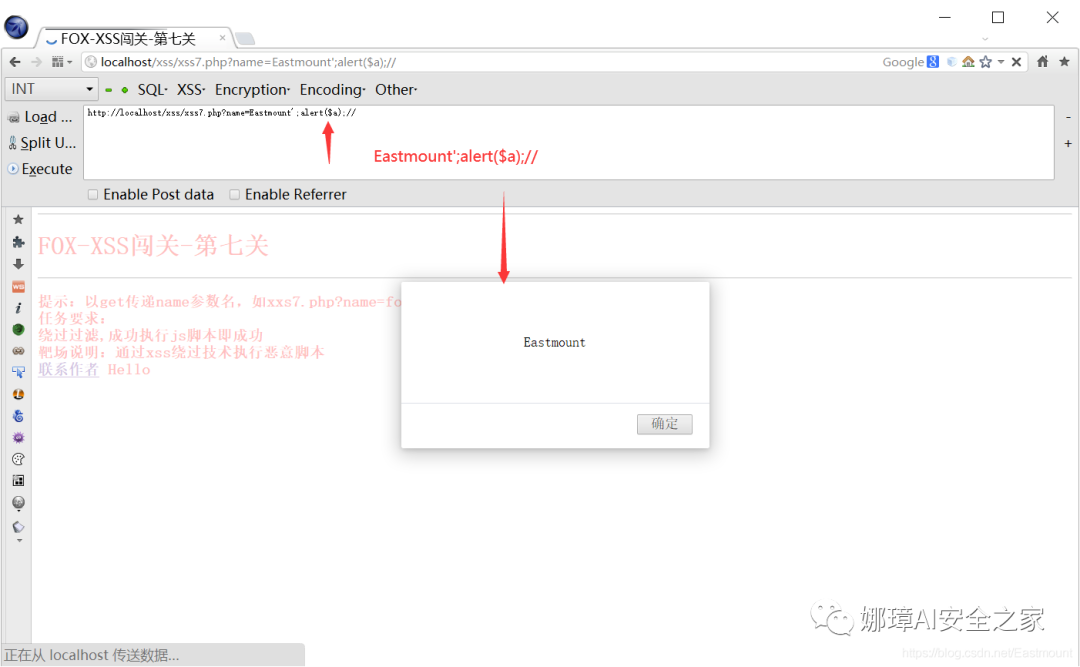 FOX-XSS闯关-第七关
localhost/xss/xss7.php?name=Eastmount';alert($a);//
Google
INT SQL· XSS· Encryption· Encoding· Other·
Load ...
http://localhost/xss/xss7.php?name=Eastmount';alert($a);//
Split U...
Eastmount';alert($a);//
Execute
Enable Post data Enable Referrer
FOX-XSS闯关-第七关
提示: 以get传递name参数名，如xxs7.php?name=fo
任务要求:
绕过过滤,成功执行js脚本即成功
靶场说明: 通过xss绕过技术执行恶意脚本
联系作者 Hello
Eastmount
确定
娜璋AI安全之家
https://blog.csdn.net/Eastmount
正在从 localhost 传送数据...